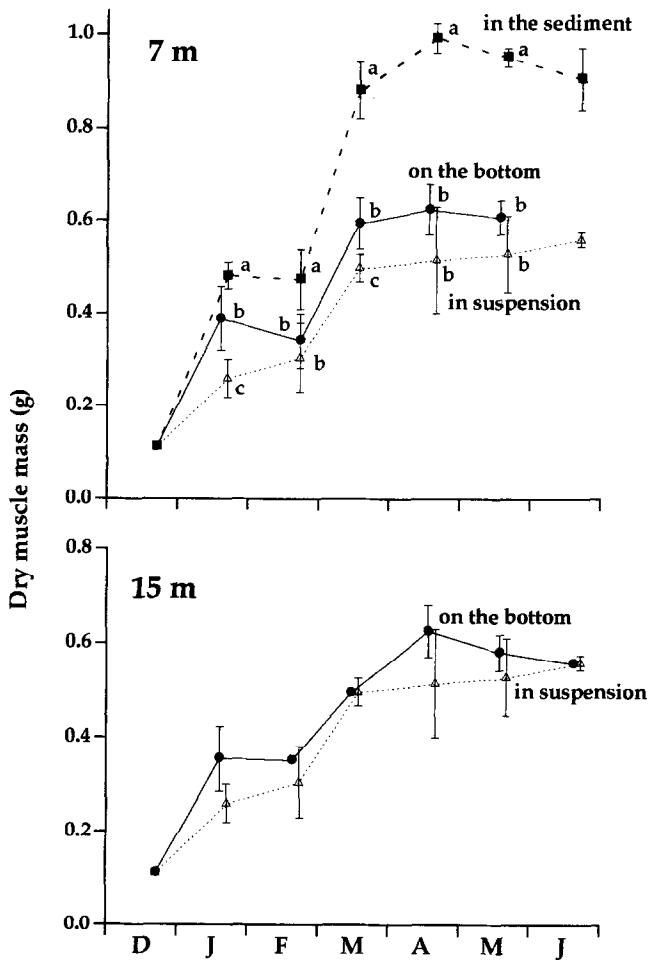 1.0
7 m
in the sediment
a
a
a
0.8
a
on the bottom
0.6
b
b
b
c
b
b
in suspension
0.4
a
a
b
b
b
c
0.2
0.0
Dry muscle mass (g)
0.8
15 m
0.6
on the bottom
in suspension
0.4
0.2
0.0
D J F M A M J